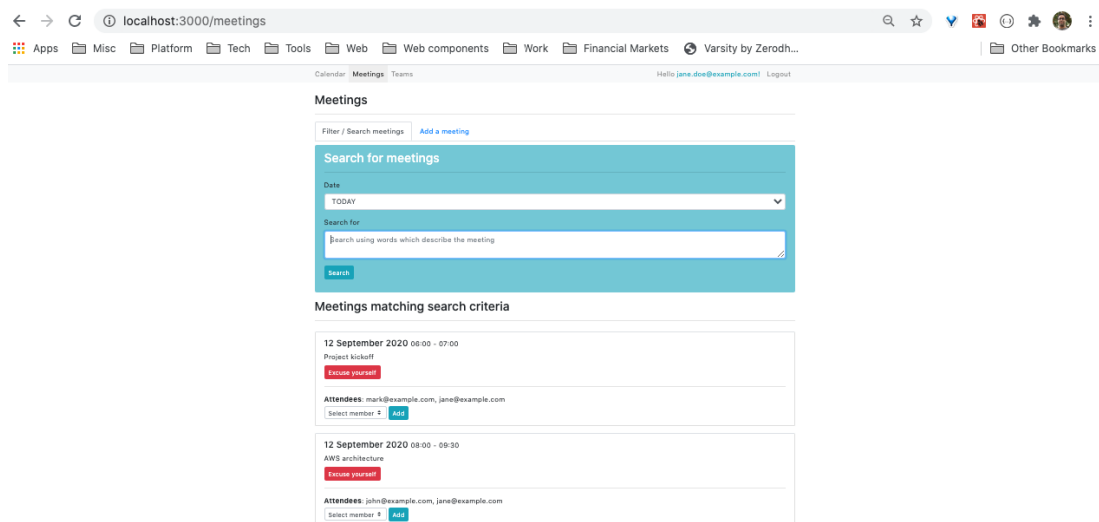 localhost:3000/meetings
Apps Misc Platform Tech Tools Web Web components Work Financial Markets Varsity by Zerodh... Other Bookmarks
Calendar Meetings Teams Hello jane.doe@example.com! Logout
Meetings
Filter / Search meetings Add a meeting
Search for meetings
Date
TODAY
Search for
Search using words which describe the meeting
Search
Meetings matching search criteria
12 September 2020 06:00 - 07:00
Project kickoff
Excuse yourself
Attendees: mark@example.com, jane@example.com
Select member Add
12 September 2020 08:00 - 09:30
AWS architecture
Excuse yourself
Attendees: john@example.com, jane@example.com
Select member Add